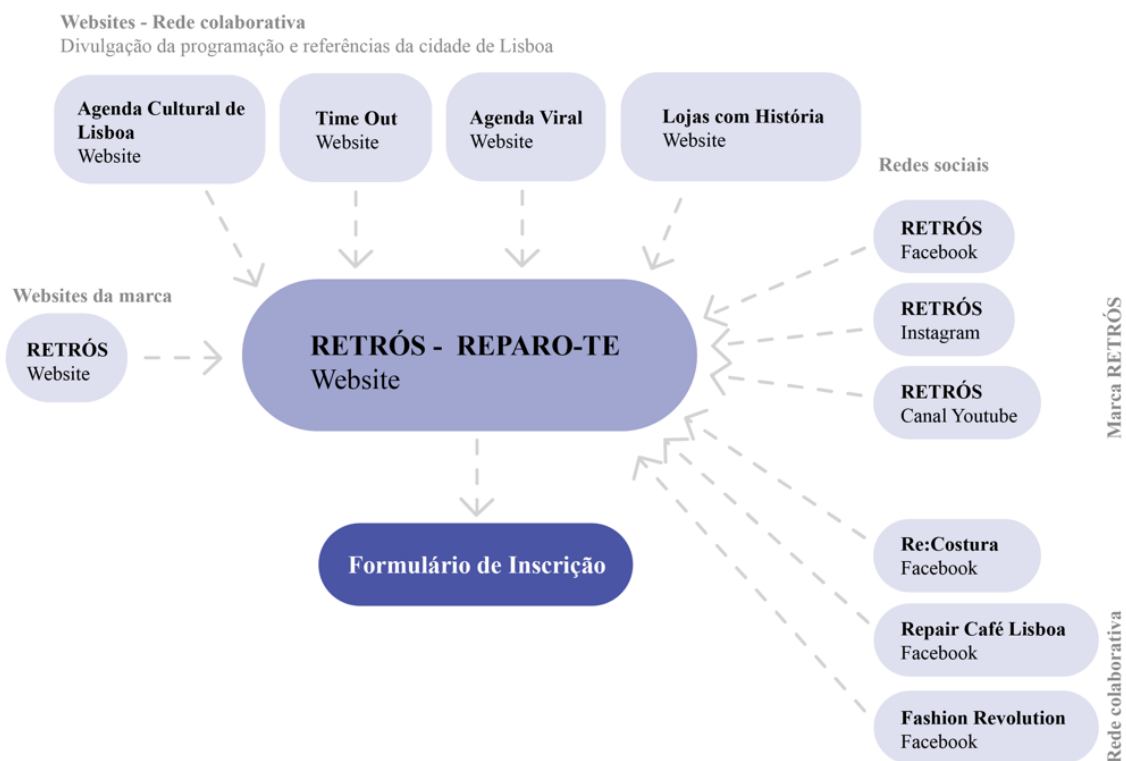 Websites - Rede colaborativa
Divulgação da programação e referências da cidade de Lisboa
Agenda Cultural de
Lisboa
Website
Time Out
Website
Agenda Viral
Website
Lojas com História
Website
Redes sociais
RETRÓS
Facebook
RETRÓS
Instagram
RETRÓS
Canal Youtube
Marca RETRÓS
Websites da marca
RETRÓS
Website
RETRÓS - REPARO-TE
Website
Formulário de Inscrição
Re:Costura
Facebook
Repair Café Lisboa
Facebook
Fashion Revolution
Facebook
Rede colaborativa